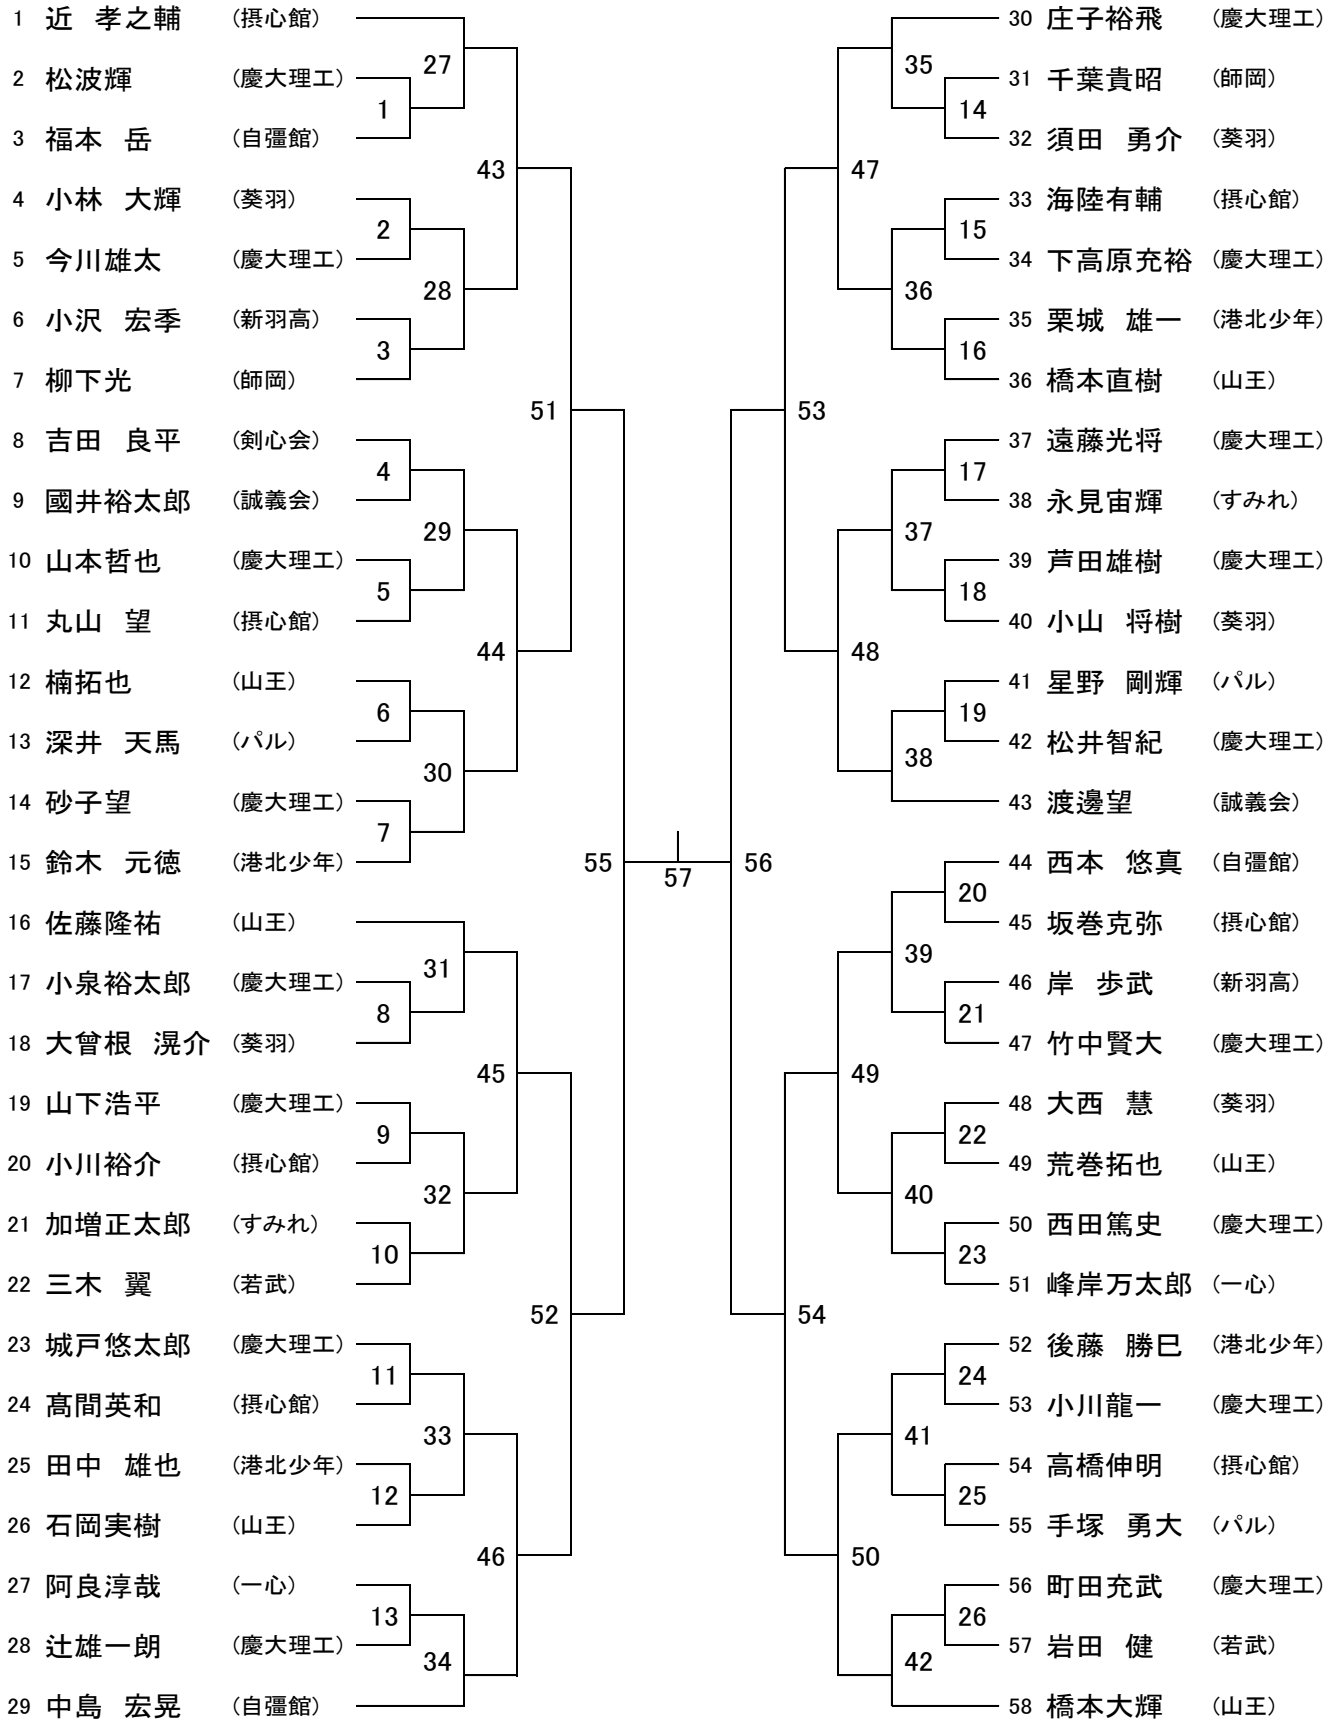 1 近 孝之輔 (摂心館)
2 松波輝 (慶大理工)
3 福本 岳 (自彊館)
4 小林 大輝 (葵羽)
5 今川雄太 (慶大理工)
6 小沢 宏季 (新羽高)
7 柳下光 (師岡)
8 吉田 良平 (剣心会)
9 國井裕太郎 (誠義会)
10 山本哲也 (慶大理工)
11 丸山 望 (摂心館)
12 楠拓也 (山王)
13 深井 天馬 (パル)
14 砂子望 (慶大理工)
15 鈴木 元徳 (港北少年)
16 佐藤隆祐 (山王)
17 小泉裕太郎 (慶大理工)
18 大曾根 滉介 (葵羽)
19 山下浩平 (慶大理工)
20 小川裕介 (摂心館)
21 加増正太郎 (すみれ)
22 三木 翼 (若武)
23 城戸悠太郎 (慶大理工)
24 髙間英和 (摂心館)
25 田中 雄也 (港北少年)
26 石岡実樹 (山王)
27 阿良淳哉 (一心)
28 辻雄一朗 (慶大理工)
29 中島 宏晃 (自彊館)
1
2
3
4
5
6
7
8
9
10
11
12
13
27
28
29
30
31
32
33
34
43
44
45
46
51
52
55
57
56
53
54
47
48
49
50
35
36
37
38
39
40
41
42
14
15
16
17
18
19
20
21
22
23
24
25
26
30 庄子裕飛 (慶大理工)
31 千葉貴昭 (師岡)
32 須田 勇介 (葵羽)
33 海陸有輔 (摂心館)
34 下高原充裕 (慶大理工)
35 栗城 雄一 (港北少年)
36 橋本直樹 (山王)
37 遠藤光将 (慶大理工)
38 永見宙輝 (すみれ)
39 芦田雄樹 (慶大理工)
40 小山 将樹 (葵羽)
41 星野 剛輝 (パル)
42 松井智紀 (慶大理工)
43 渡邊望 (誠義会)
44 西本 悠真 (自彊館)
45 坂巻克弥 (摂心館)
46 岸 歩武 (新羽高)
47 竹中賢大 (慶大理工)
48 大西 慧 (葵羽)
49 荒巻拓也 (山王)
50 西田篤史 (慶大理工)
51 峰岸万太郎 (一心)
52 後藤 勝巳 (港北少年)
53 小川龍一 (慶大理工)
54 高橋伸明 (摂心館)
55 手塚 勇大 (パル)
56 町田充武 (慶大理工)
57 岩田 健 (若武)
58 橋本大輝 (山王)